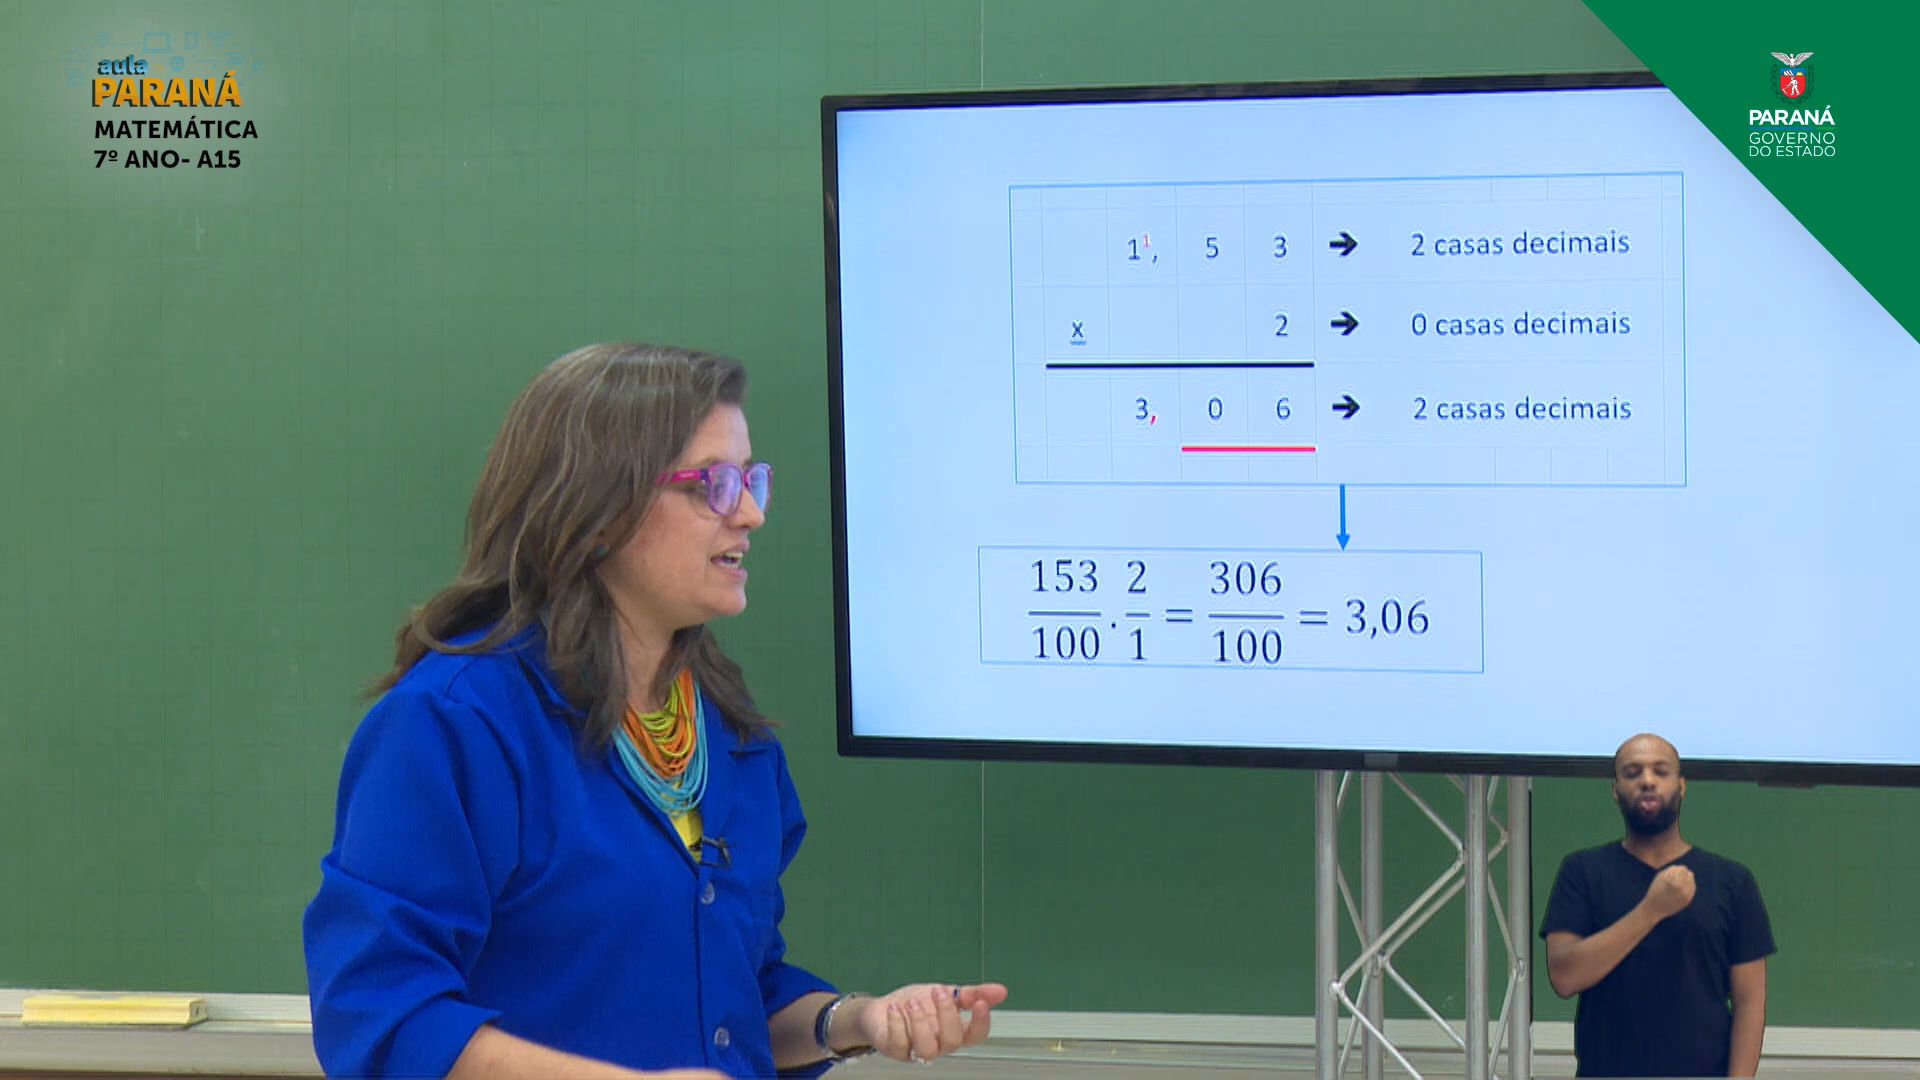 aula
PARANÁ
MATEMÁTICA
7º ANO- A15
PARANÁ
GOVERNO
DO ESTADO
1¹, 5 3 ➔ 2 casas decimais
x 2 ➔ 0 casas decimais
3, 0 6 ➔ 2 casas decimais
153/100 . 2/1 = 306/100 = 3,06